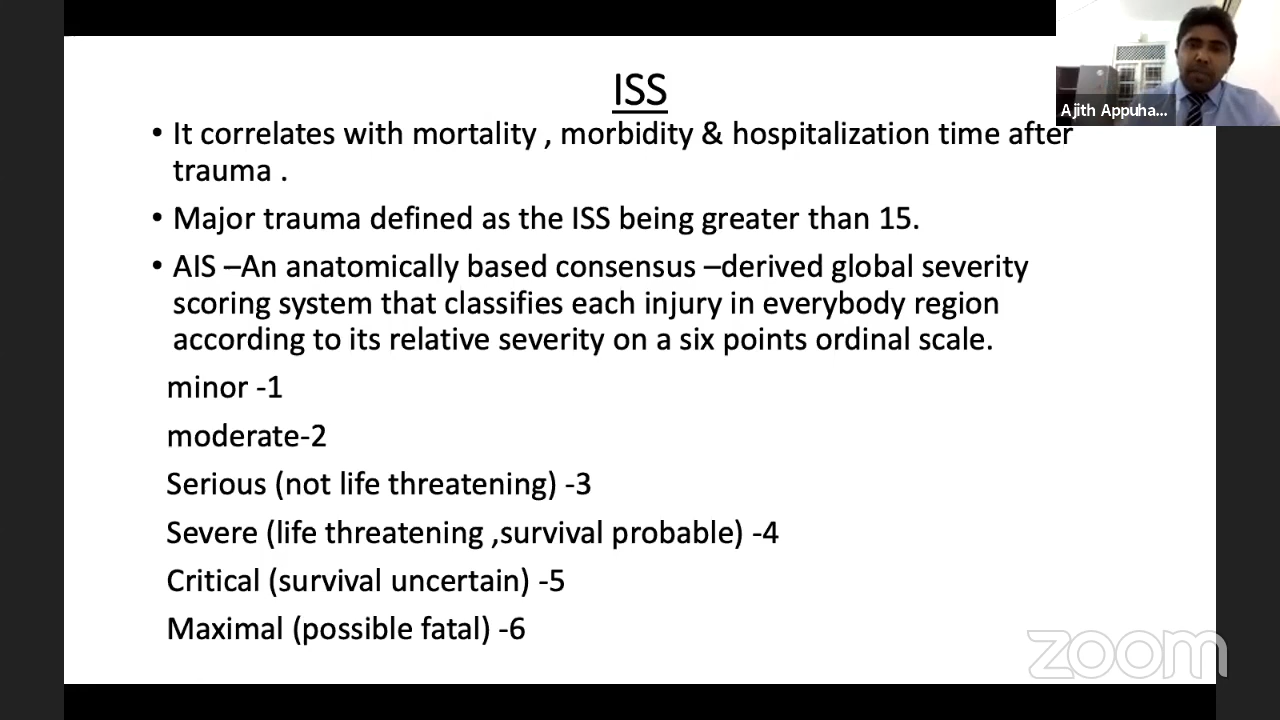 ISS
• It correlates with mortality , morbidity & hospitalization time after
trauma .
• Major trauma defined as the ISS being greater than 15.
• AIS –An anatomically based consensus –derived global severity
scoring system that classifies each injury in everybody region
according to its relative severity on a six points ordinal scale.
minor -1
moderate-2
Serious (not life threatening) -3
Severe (life threatening ,survival probable) -4
Critical (survival uncertain) -5
Maximal (possible fatal) -6
Ajith Appuha...
zoom